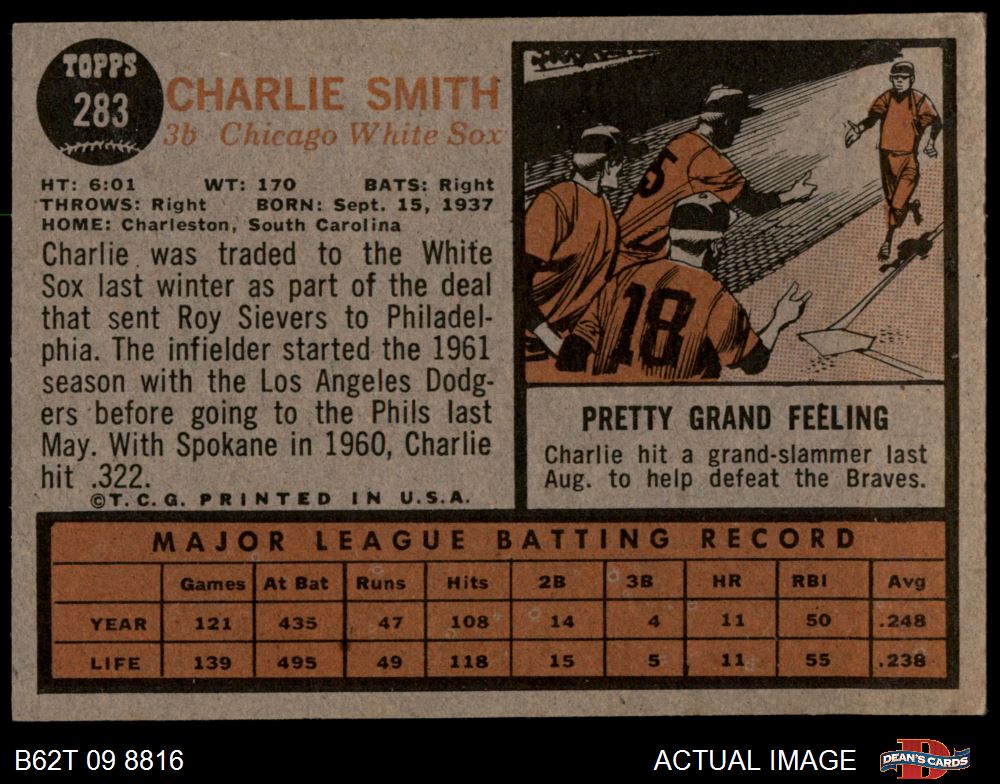 TOPPS
283
CHARLIE SMITH
3b Chicago White Sox
HT: 6:01 WT: 170 BATS: Right
THROWS: Right BORN: Sept. 15, 1937
HOME: Charleston, South Carolina
Charlie was traded to the White
Sox last winter as part of the deal
that sent Roy Sievers to Philadel-
phia. The infielder started the 1961
season with the Los Angeles Dodg-
ers before going to the Phils last
May. With Spokane in 1960, Charlie
hit .322.
©T.C.G. PRINTED IN U.S.A.
5
18
PRETTY GRAND FEELING
Charlie hit a grand-slammer last
Aug. to help defeat the Braves.
MAJOR LEAGUE BATTING RECORD
Games At Bat Runs Hits 2B 3B HR RBI Avg
YEAR 121 435 47 108 14 4 11 50 .248
LIFE 139 495 49 118 15 5 11 55 .238
B62T 09 8816
ACTUAL IMAGE
D
DEAN'S CARDS